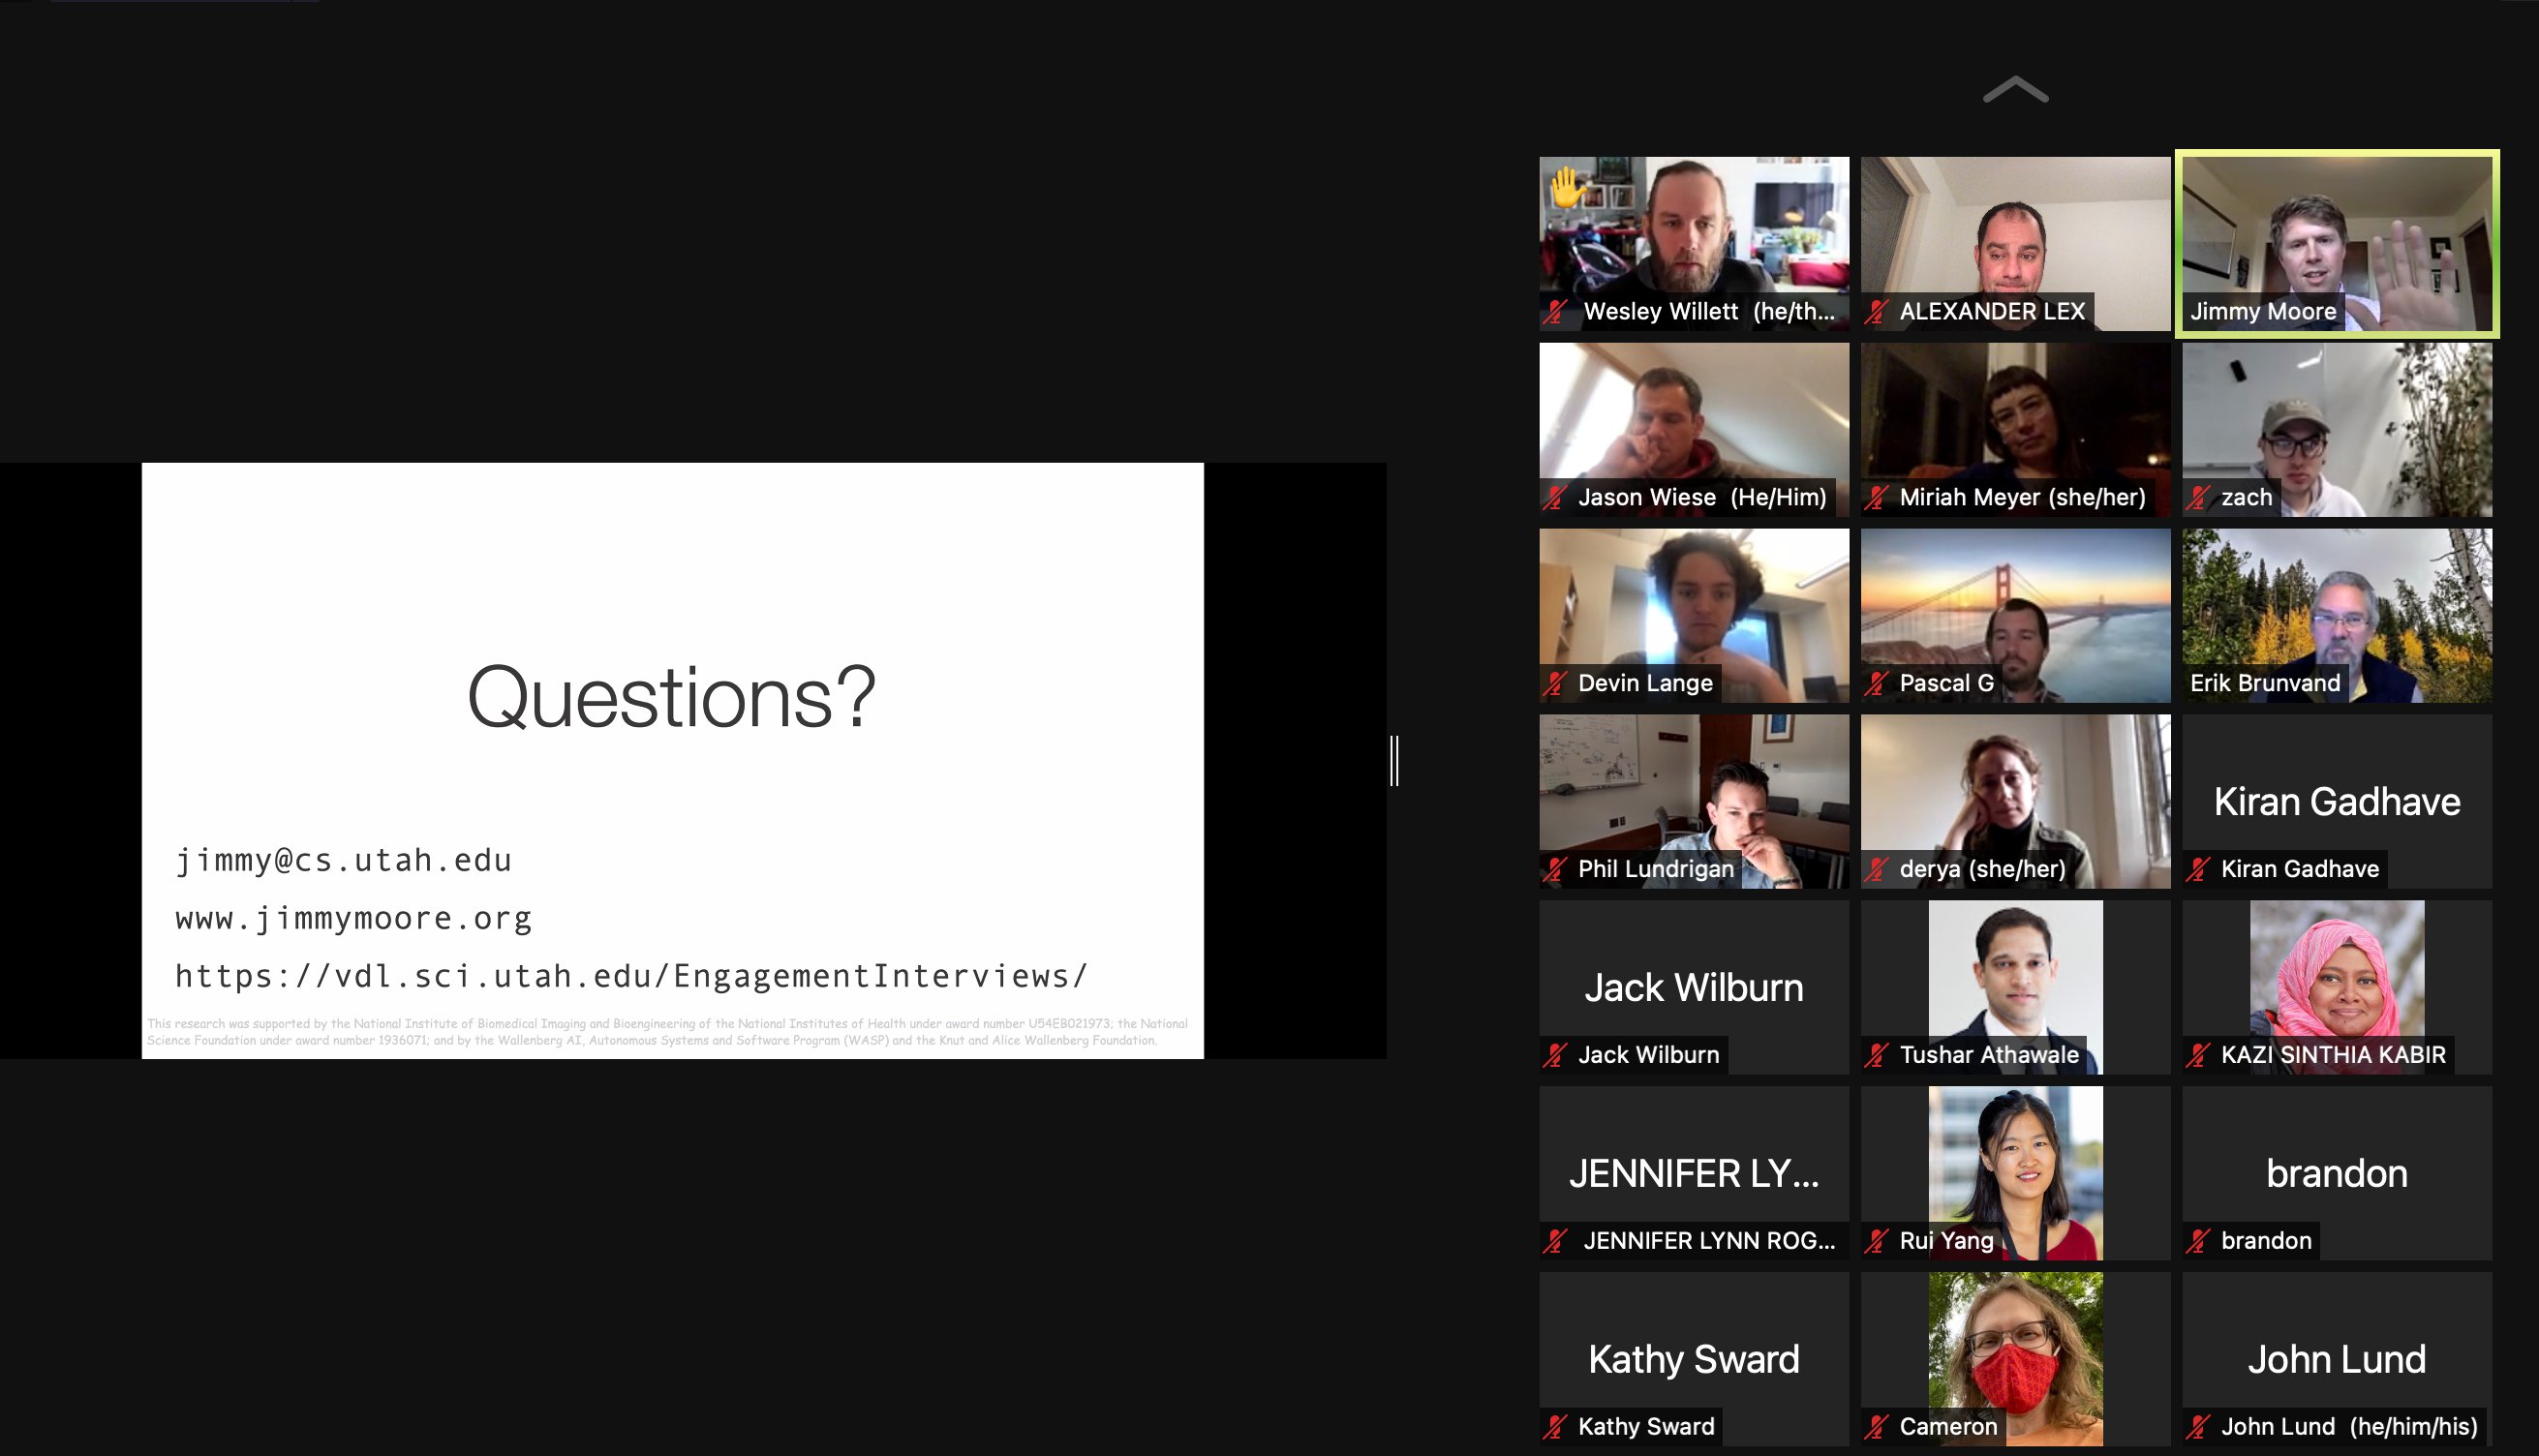 Questions?
jimmy@cs.utah.edu
www.jimmymoore.org
https://vdl.sci.utah.edu/EngagementInterviews/
This research was supported by the National Institute of Biomedical Imaging and Bioengineering of the National Institutes of Health under award number U54EB021973; the National
Science Foundation under award number 1936071; and by the Wallenberg AI, Autonomous Systems and Software Program (WASP) and the Knut and Alice Wallenberg Foundation.
Wesley Willett (he/th...
ALEXANDER LEX
Jimmy Moore
Jason Wiese (He/Him)
Miriah Meyer (she/her)
zach
Devin Lange
Pascal G
Erik Brunvand
Phil Lundrigan
derya (she/her)
Kiran Gadhave
Kiran Gadhave
Jack Wilburn
Jack Wilburn
Tushar Athawale
KAZI SINTHIA KABIR
JENNIFER LY...
JENNIFER LYNN ROG...
Rui Yang
brandon
brandon
Kathy Sward
Kathy Sward
Cameron
John Lund
John Lund (he/him/his)